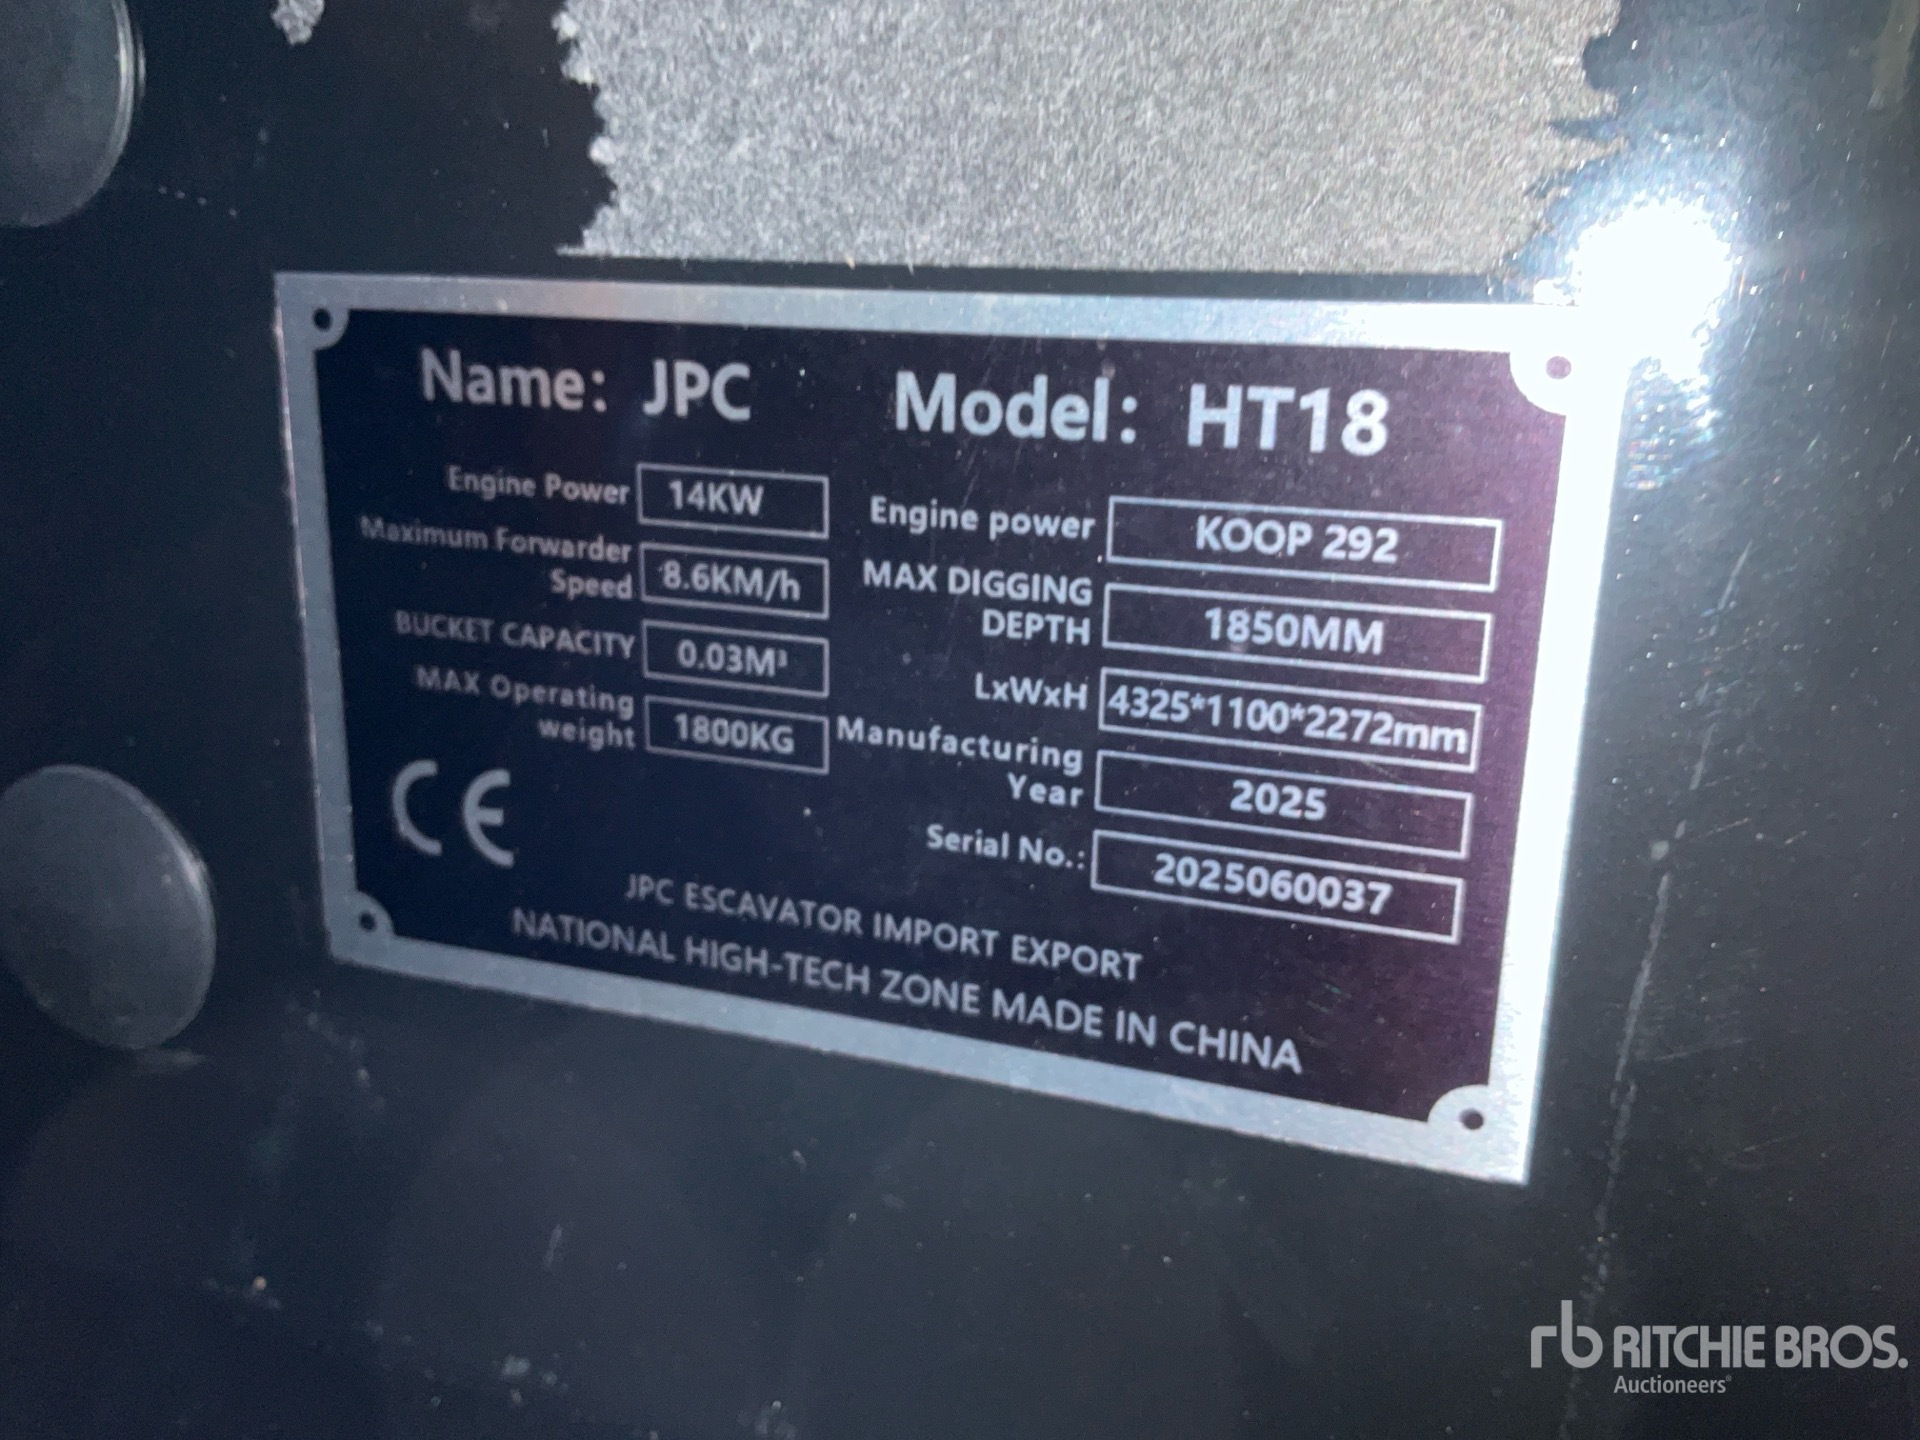 Name: JPC Model: HT18
Engine Power 14KW
Maximum Forwarder
Speed 8.6KM/h
BUCKET CAPACITY 0.03M³
MAX Operating
weight 1800KG
Engine power KOOP 292
MAX DIGGING
DEPTH 1850MM
LxWxH 4325*1100*2272mm
Manufacturing
Year 2025
Serial No.: 2025060037
CE
JPC ESCAVATOR IMPORT EXPORT
NATIONAL HIGH-TECH ZONE MADE IN CHINA
rb RITCHIE BROS.
Auctioneers